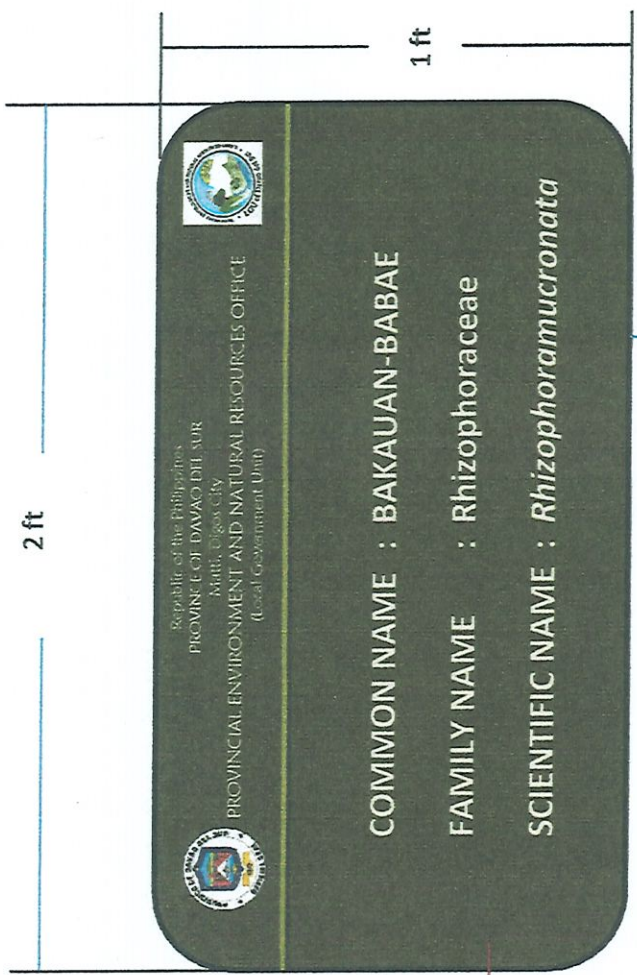 2 ft
1 ft
Republic of the Philippines
PROVINCE OF DAVAO DEL SUR
Matti, Digos City
PROVINCIAL ENVIRONMENT AND NATURAL RESOURCES OFFICE
(Local Government Unit)
COMMON NAME : BAKAUAN-BABAE
FAMILY NAME : Rhizophoraceae
SCIENTIFIC NAME : Rhizophoramucronata